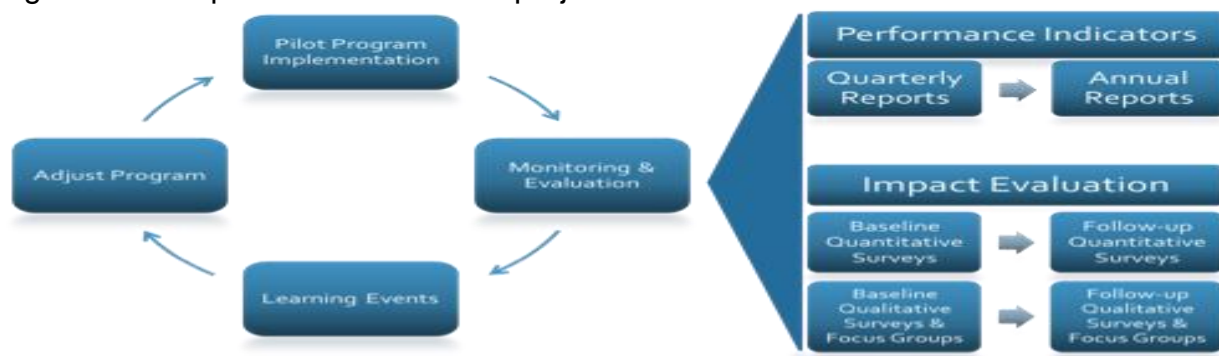 Pilot Program
Implementation
Adjust Program
Monitoring &
Evaluation
Learning Events
Performance Indicators
Quarterly
Reports
Annual
Reports
Impact Evaluation
Baseline
Quantitative
Surveys
Follow-up
Quantitative
Surveys
Baseline
Qualitative
Surveys &
Focus Groups
Follow-up
Qualitative
Surveys &
Focus Groups